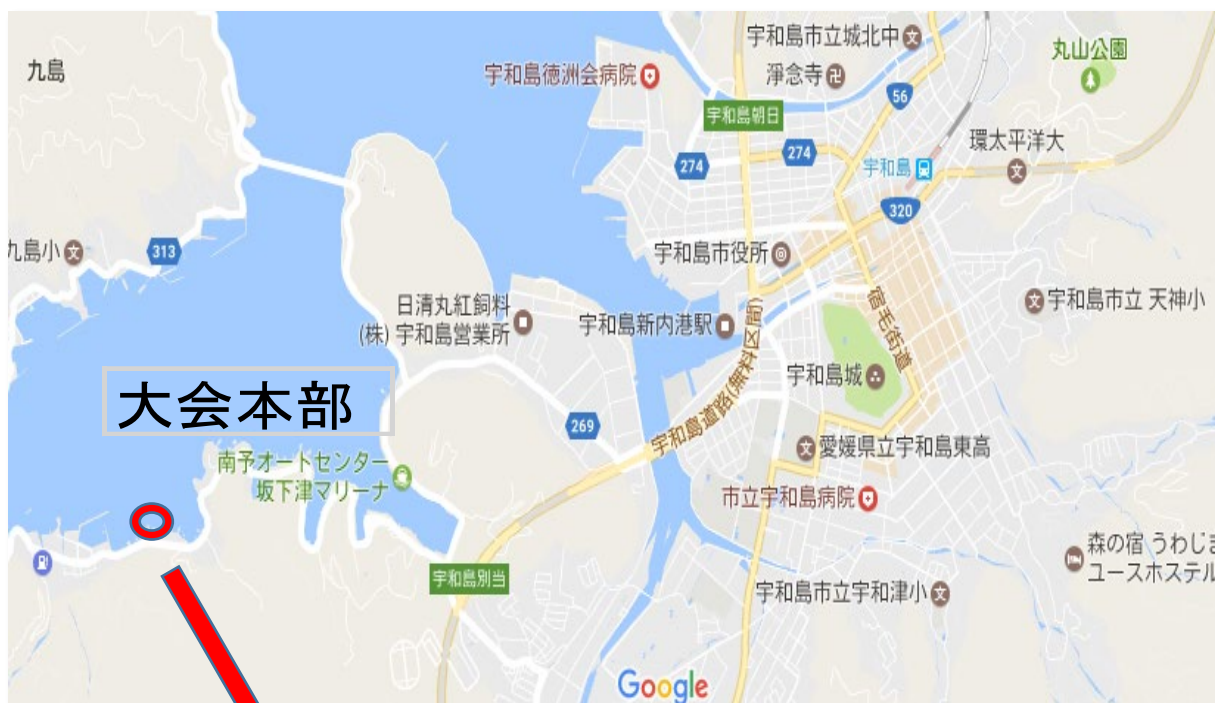 宇和島市立城北中
丸山公園
九島
宇和島徳洲会病院
淨念寺
56
宇和島朝日
274
274
環太平洋大
宇和島
320
九島小
313
宇和島市役所
日清丸紅飼料
(株) 宇和島営業所
宇和島新内港駅
宿毛街道
宇和島市立 天神小
宇和島城
大会本部
269
宇和島道路(無料区間)
愛媛県立宇和島東高
南予オートセンター
坂下津マリーナ
市立宇和島病院
森の宿 うわじま
ユースホステル
宇和島別当
宇和島市立宇和津小
Google